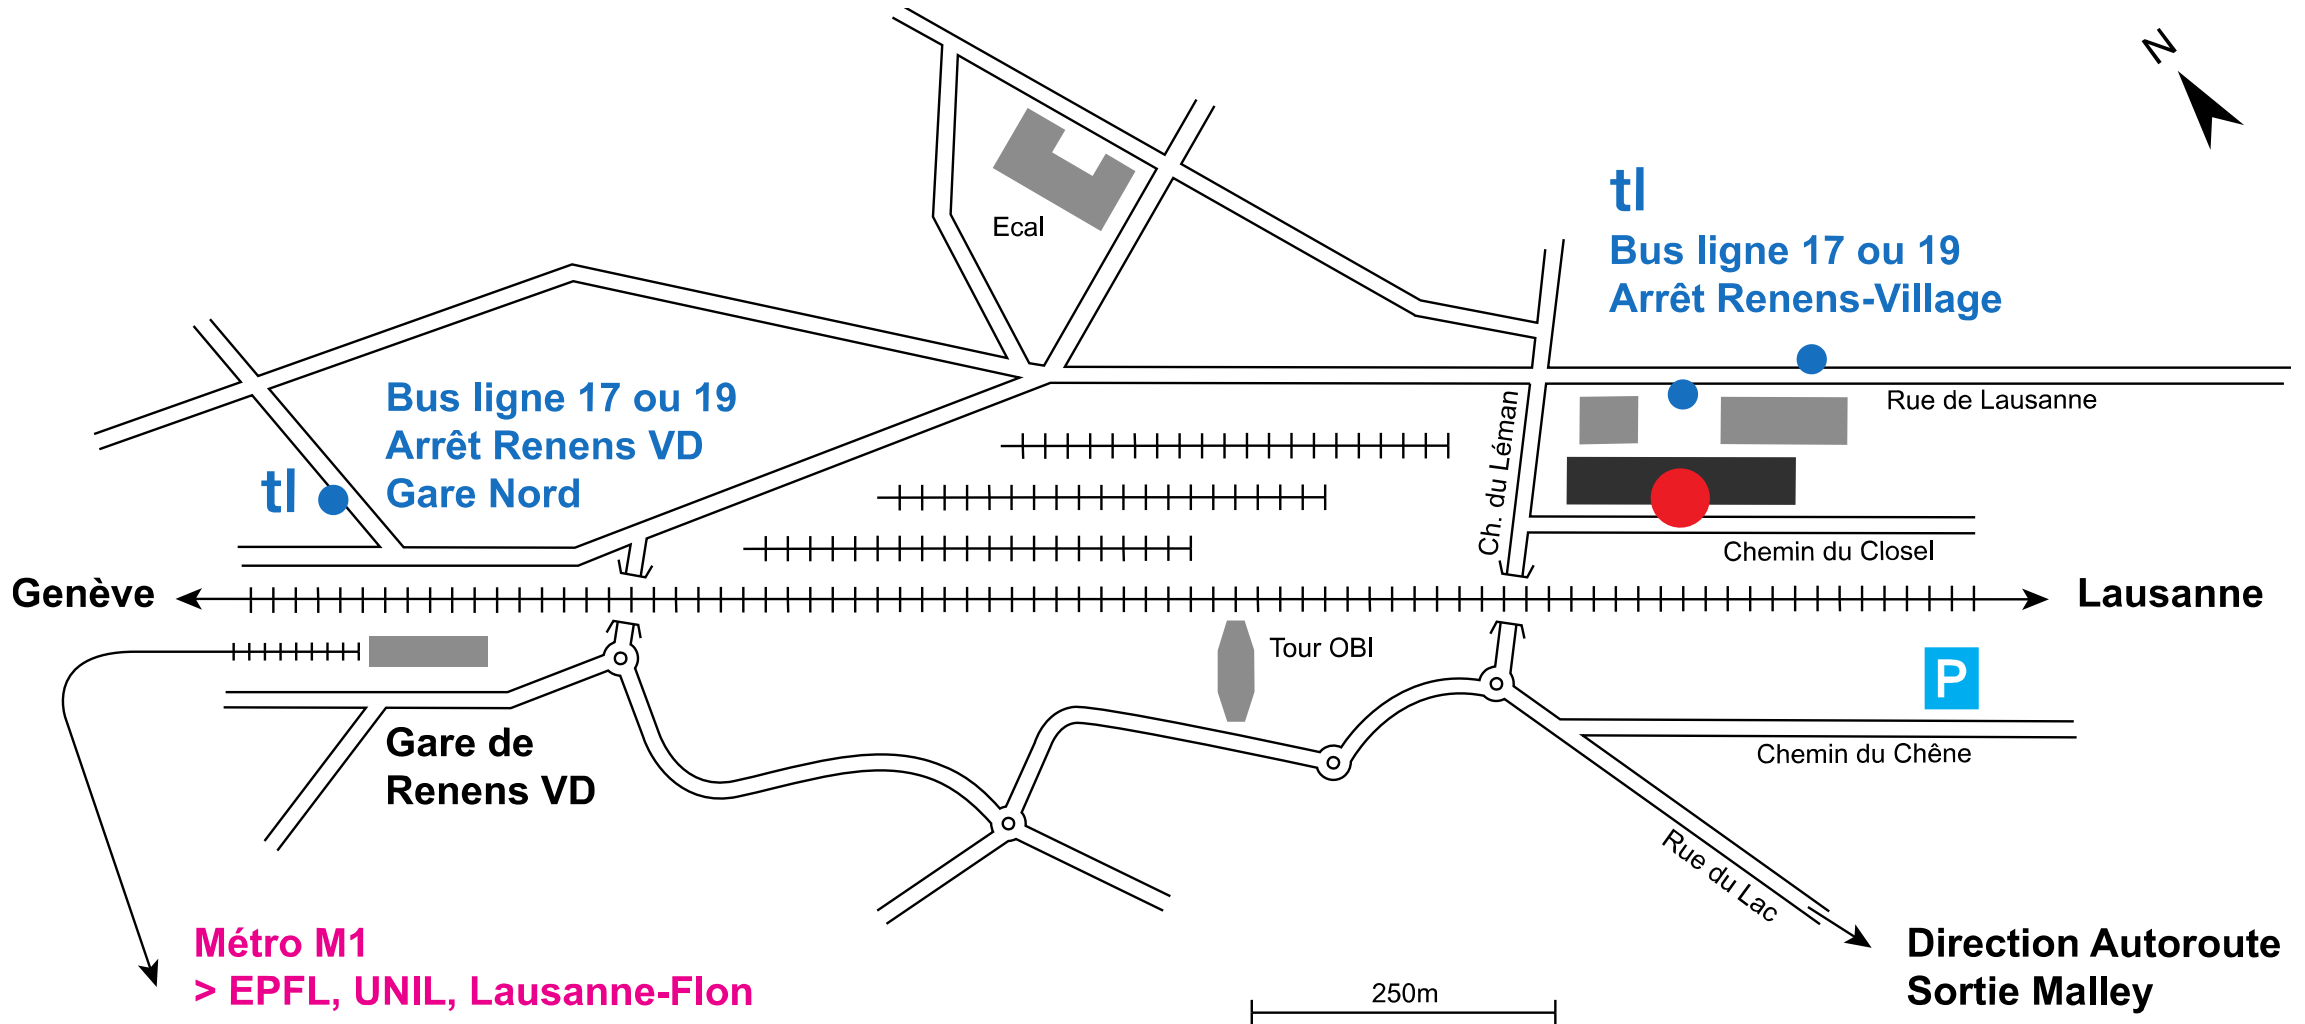 N
tl
Bus ligne 17 ou 19
Arrêt Renens-Village
Ecal
Rue de Lausanne
Bus ligne 17 ou 19
Arrêt Renens VD
Gare Nord
tl
Ch. du Léman
Chemin du Closel
Genève
Lausanne
Tour OBI
P
Gare de
Renens VD
Chemin du Chêne
Rue du Lac
Métro M1
> EPFL, UNIL, Lausanne-Flon
250m
Direction Autoroute
Sortie Malley